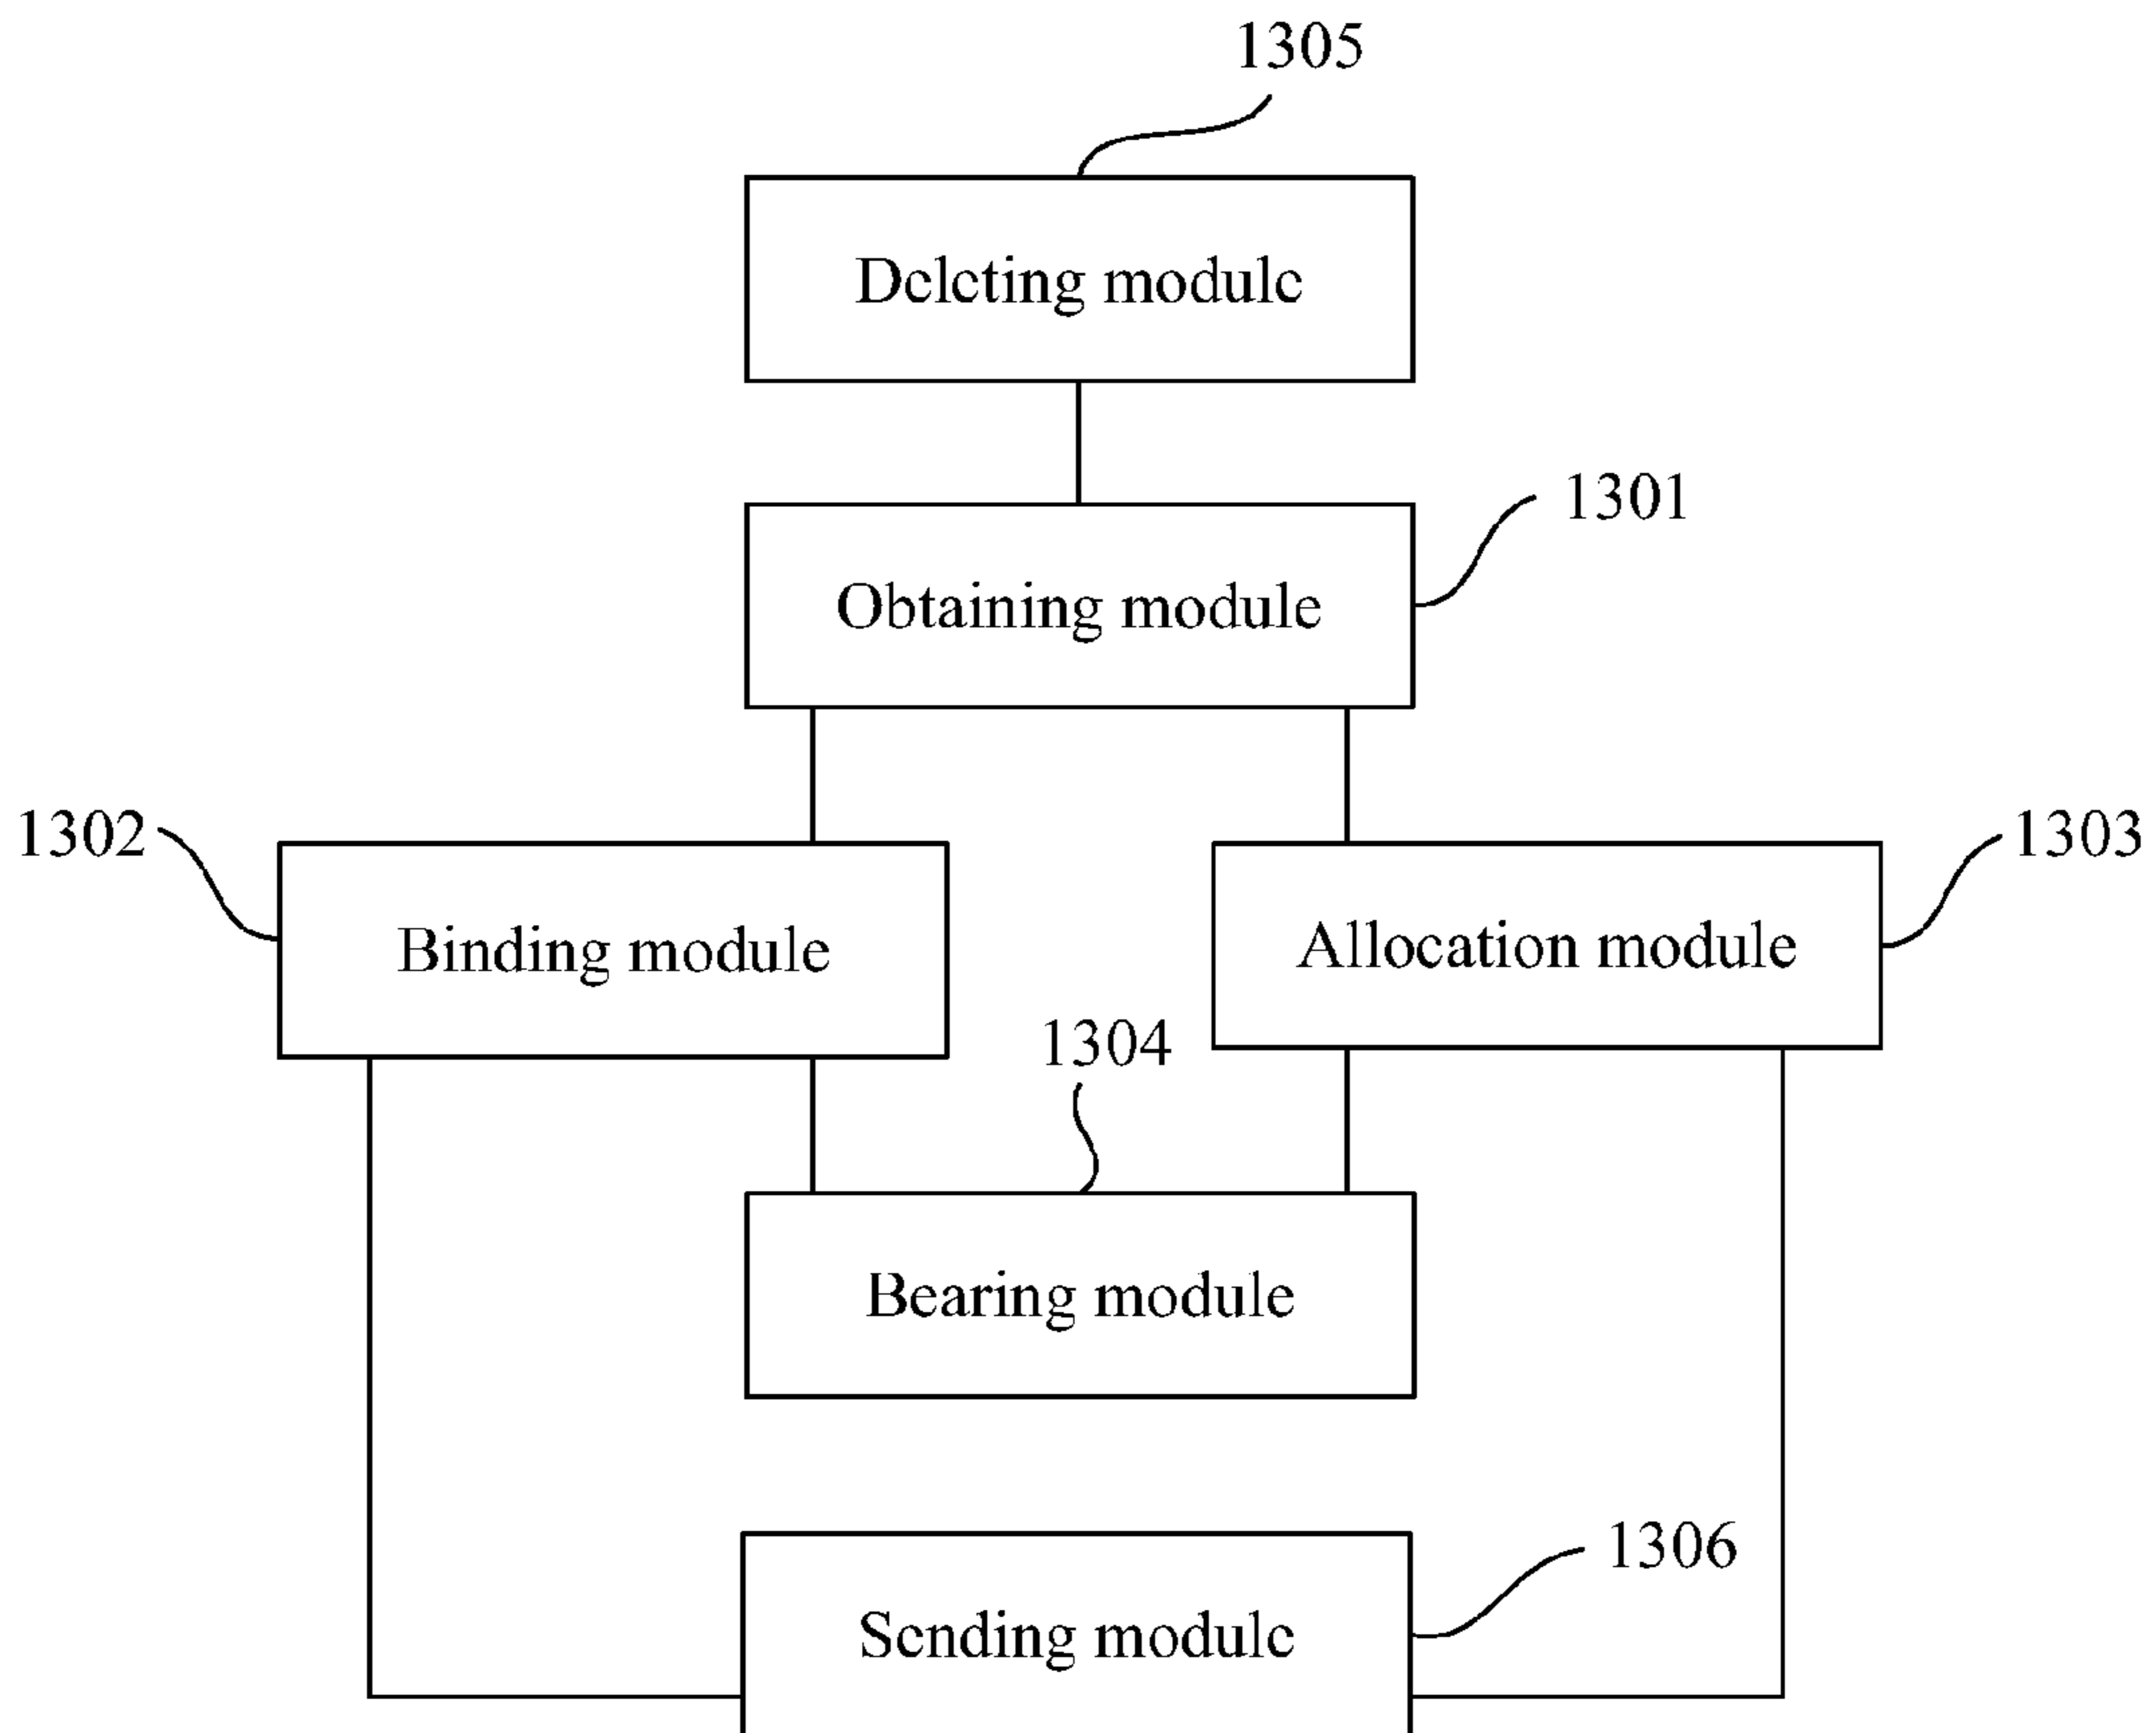 1305
Deleting module
1301
Obtaining module
1302
1303
Binding module
Allocation module
1304
Bearing module
1306
Sending module